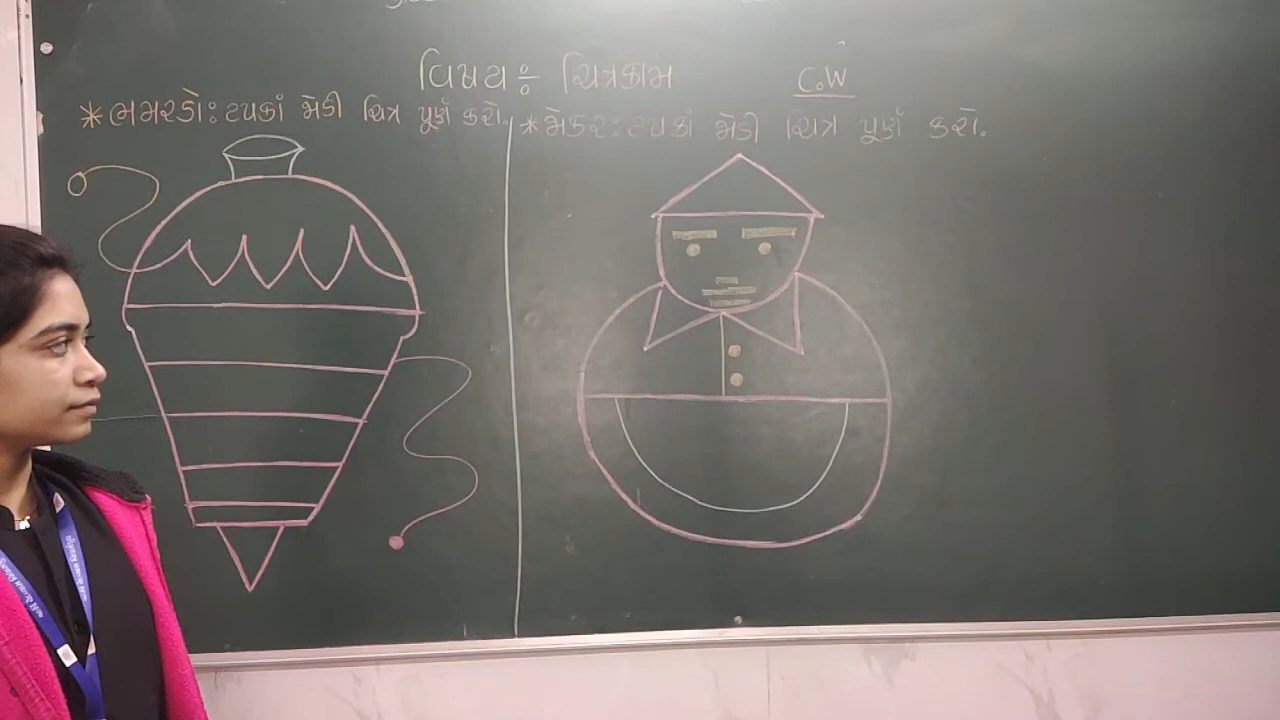 વિષય ÷ ચિત્રકામ
C.W
* ભમરડો : ટપકાં જોડી ચિત્ર પૂર્ણ કરો.
* જોકર : ટપકાં જોડી ચિત્ર પૂર્ણ કરો.